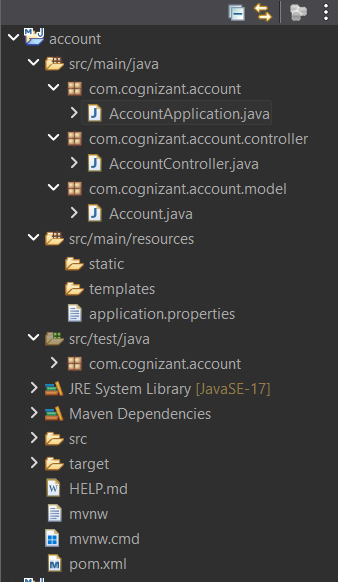 account
src/main/java
com.cognizant.account
AccountApplication.java
com.cognizant.account.controller
AccountController.java
com.cognizant.account.model
Account.java
src/main/resources
static
templates
application.properties
src/test/java
com.cognizant.account
JRE System Library [JavaSE-17]
Maven Dependencies
src
target
HELP.md
mvnw
mvnw.cmd
pom.xml